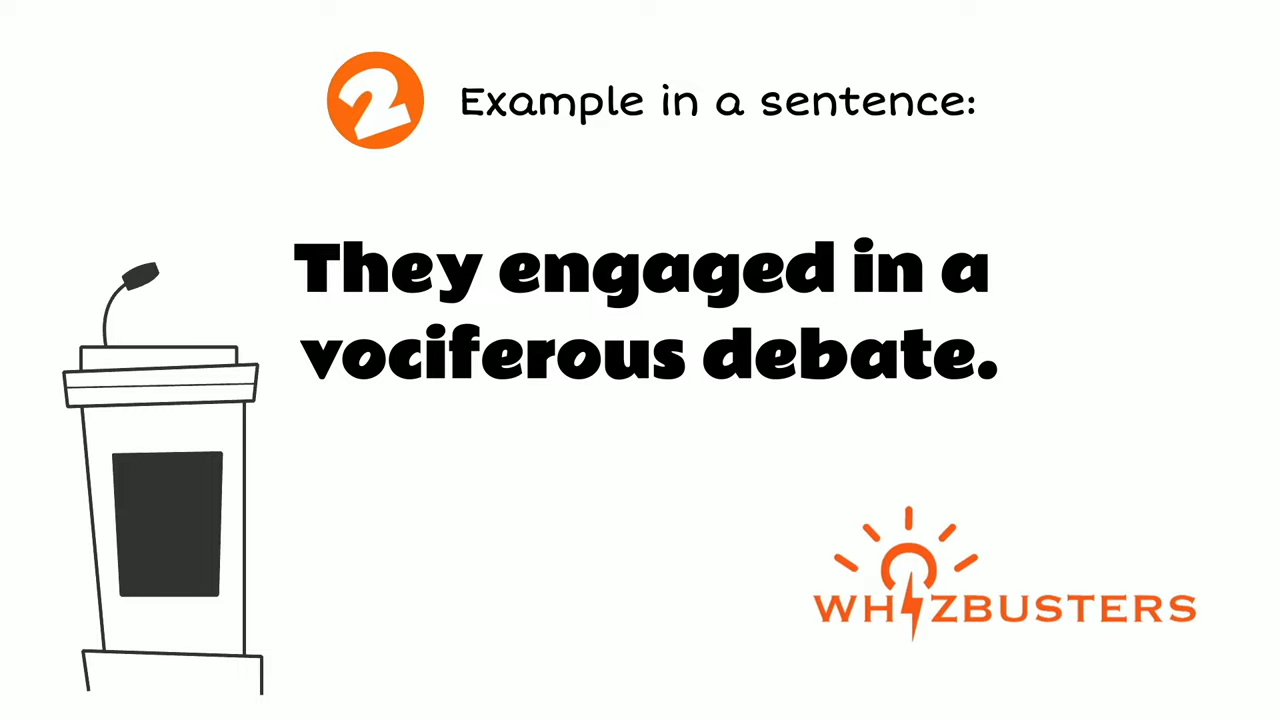 2 Example in a sentence:
They engaged in a
vociferous debate.
WHIZBUSTERS